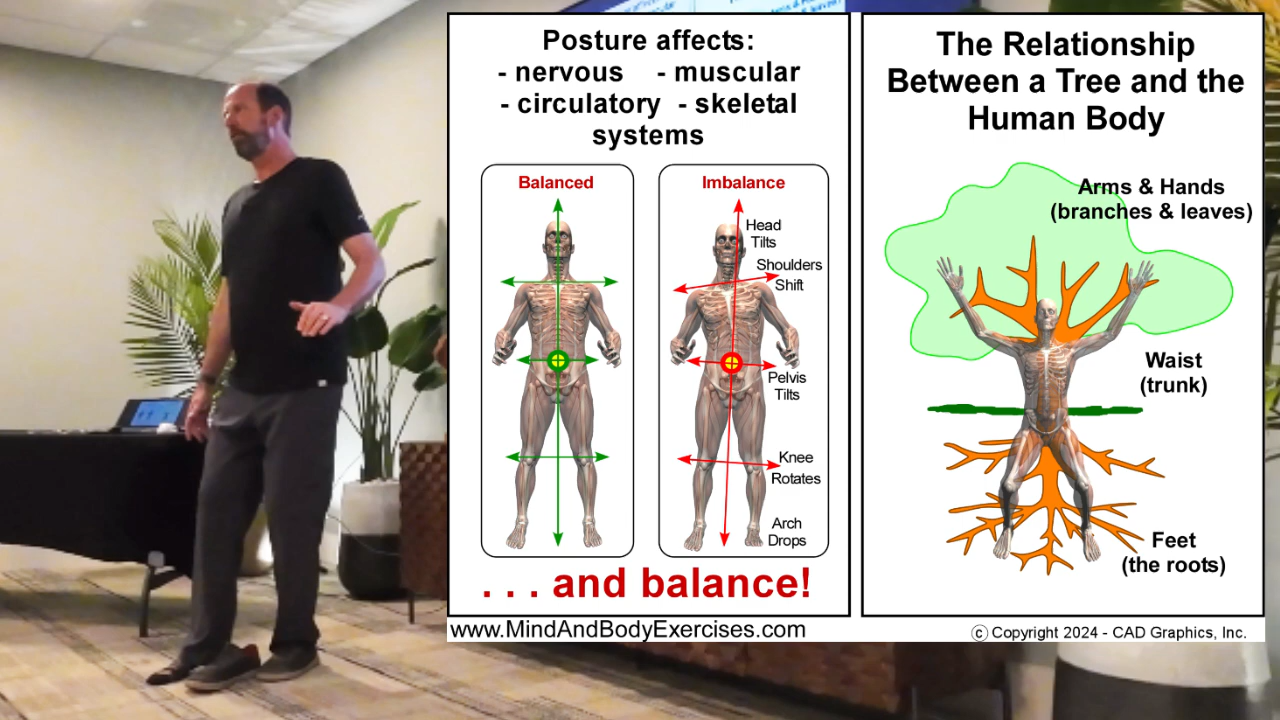 Posture affects:
- nervous - muscular
- circulatory - skeletal
systems
Balanced
Imbalance
Head
Tilts
Shoulders
Shift
Pelvis
Tilts
Knee
Rotates
Arch
Drops
. . . and balance!
www.MindAndBodyExercises.com
The Relationship
Between a Tree and the
Human Body
Arms & Hands
(branches & leaves)
Waist
(trunk)
Feet
(the roots)
© Copyright 2024 - CAD Graphics, Inc.